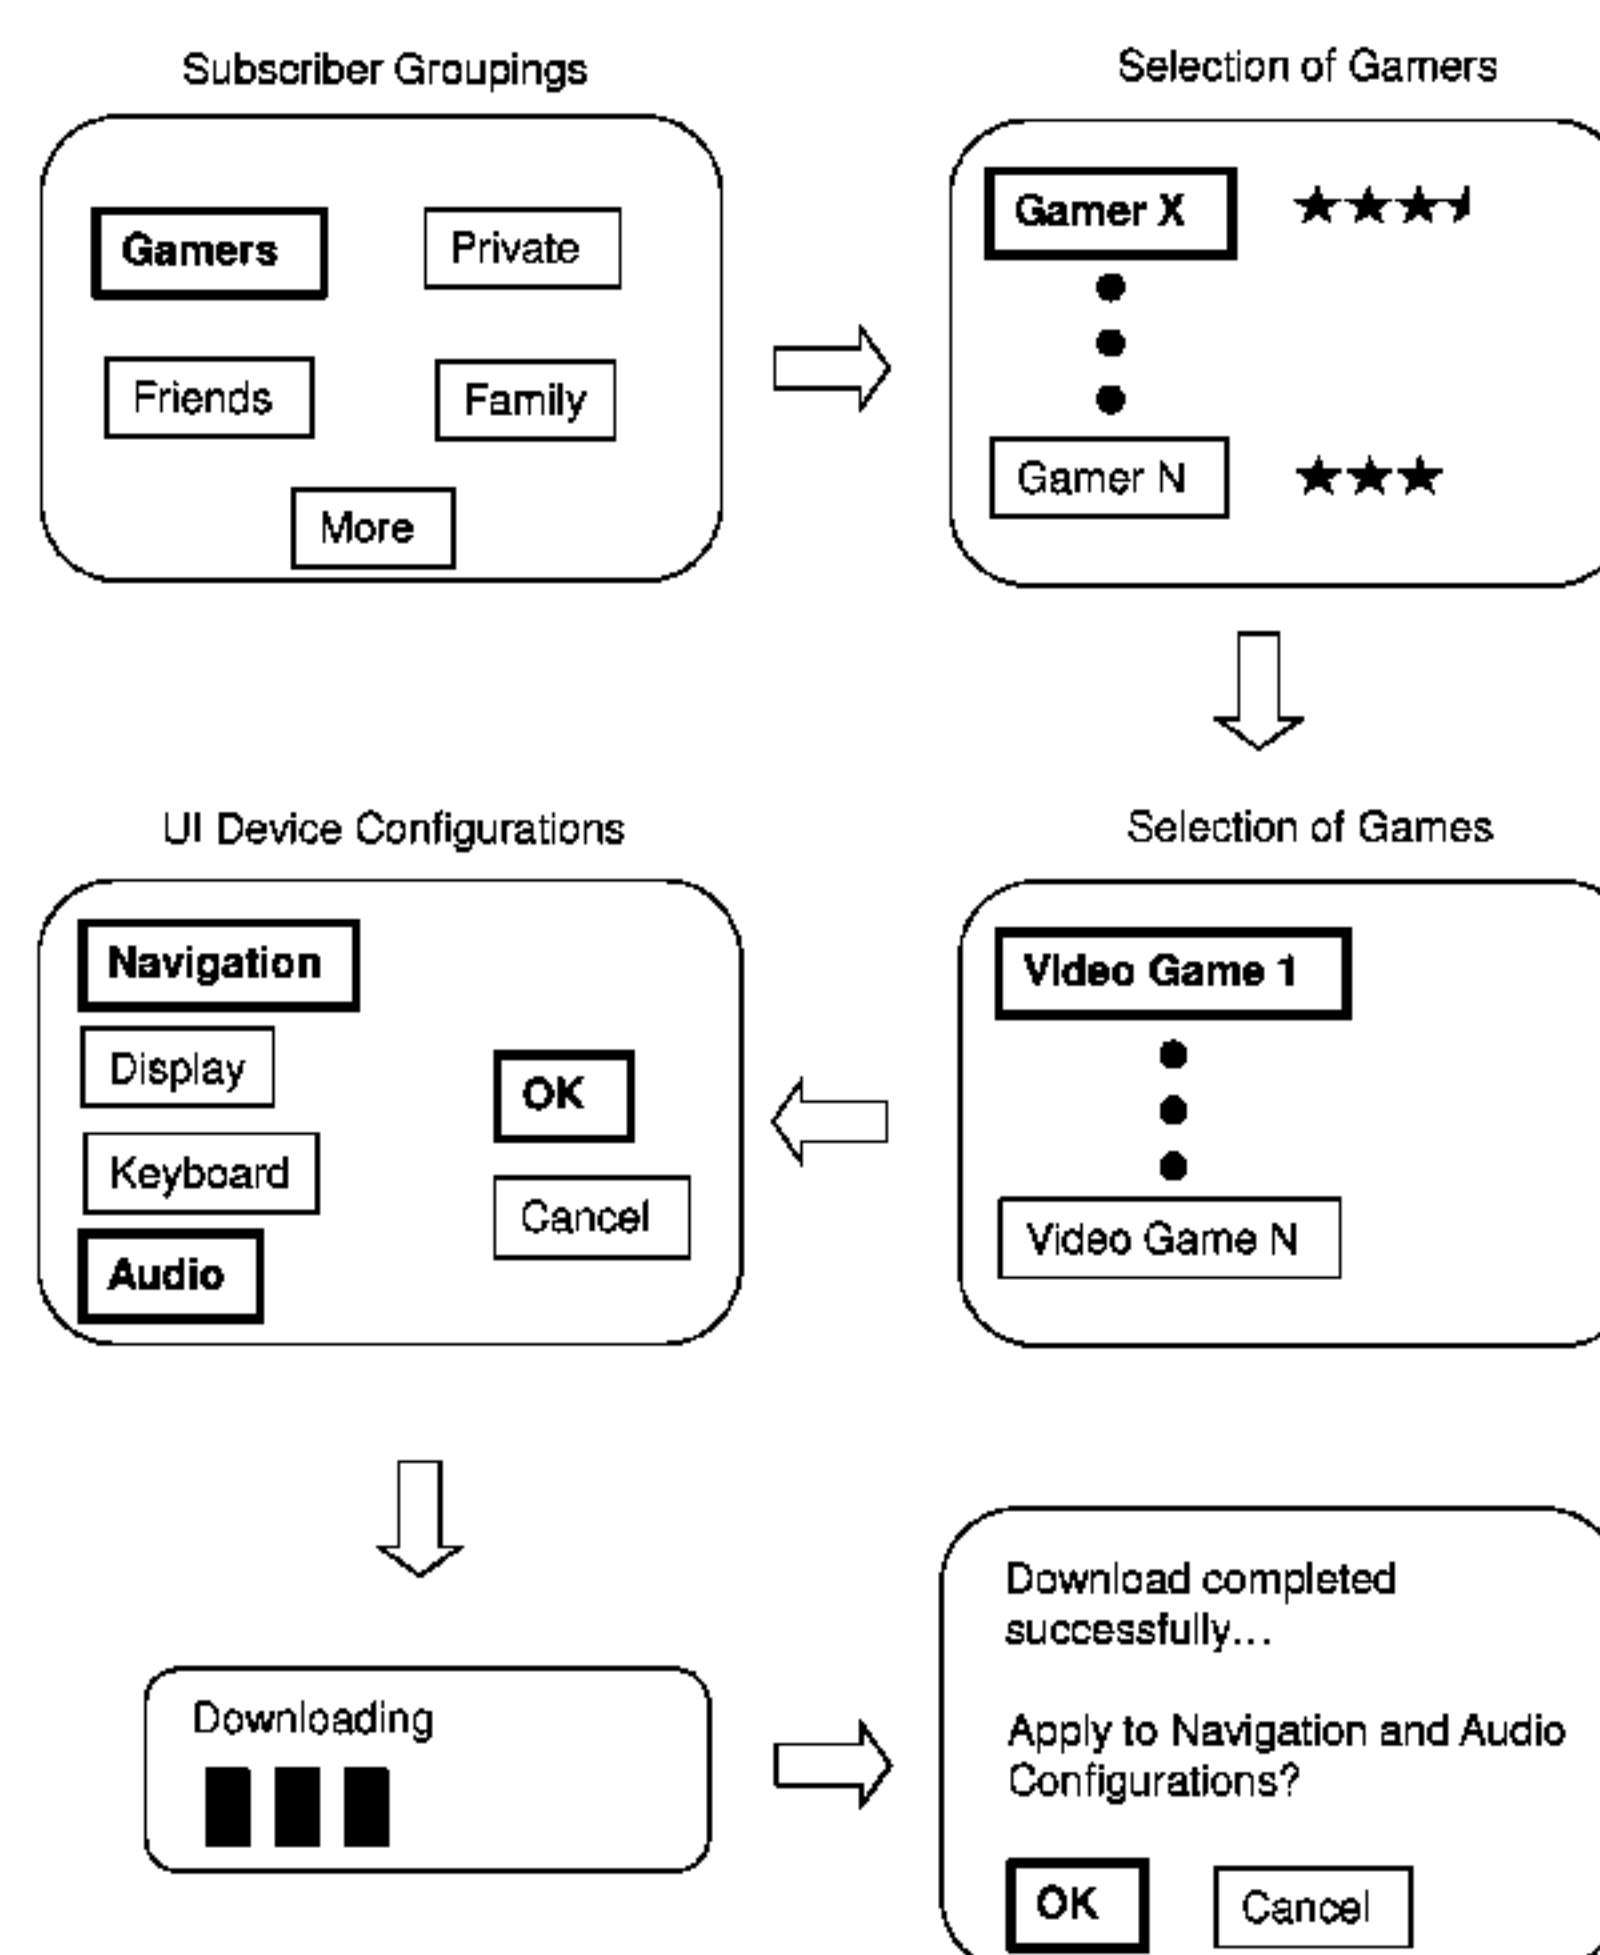 Subscriber Groupings
Gamers
Private
Friends
Family
More
Selection of Gamers
Gamer X
Gamer N
Selection of Games
Video Game 1
Video Game N
UI Device Configurations
Navigation
Display
Keyboard
Audio
OK
Cancel
Downloading
Download completed
successfully...
Apply to Navigation and Audio
Configurations?
OK
Cancel